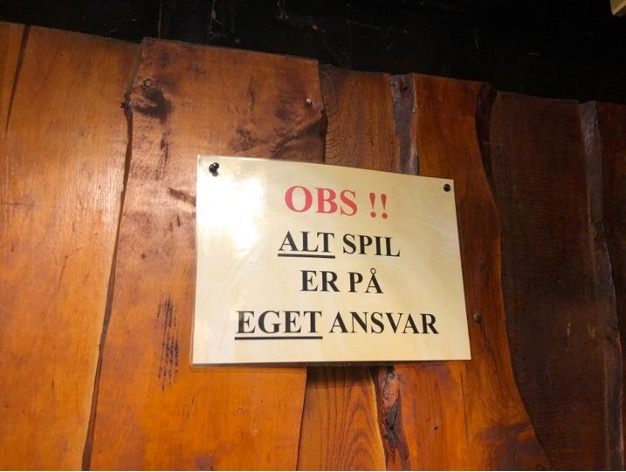 OBS !!
ALT SPIL
ER PÅ
EGET ANSVAR